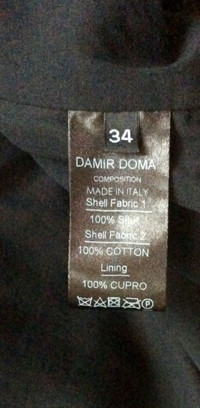 34
DAMIR DOMA
COMPOSITION
MADE IN ITALY
Shell Fabric 1
100%
Shell Fabric 2
100% COTTON
Lining
100% CUPRO
P